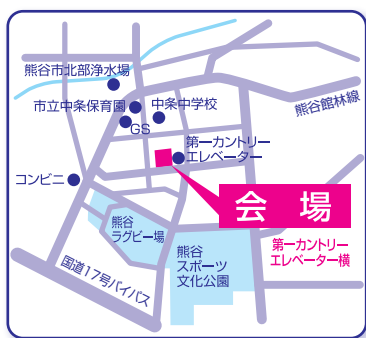 熊谷市北部浄水場
市立中条保育園
中条中学校
GS
熊谷館林線
第一カントリー
エレベーター
コンビニ
会 場
熊谷
ラグビー場
第一カントリー
エレベーター横
熊谷
スポーツ
文化公園
国道17号バイパス